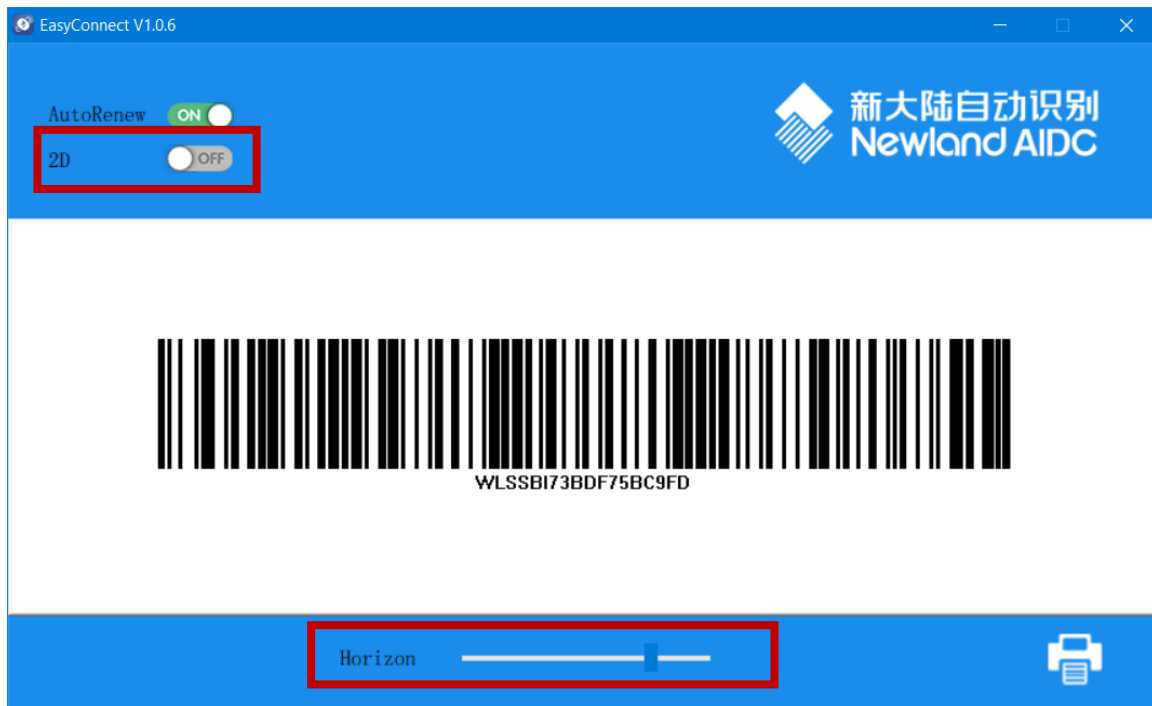 EasyConnect V1.0.6
AutoRenew ON
2D OFF
新大陆自动识别
Newland AIDC
WLSSBI73BDF75BC9FD
Horizon